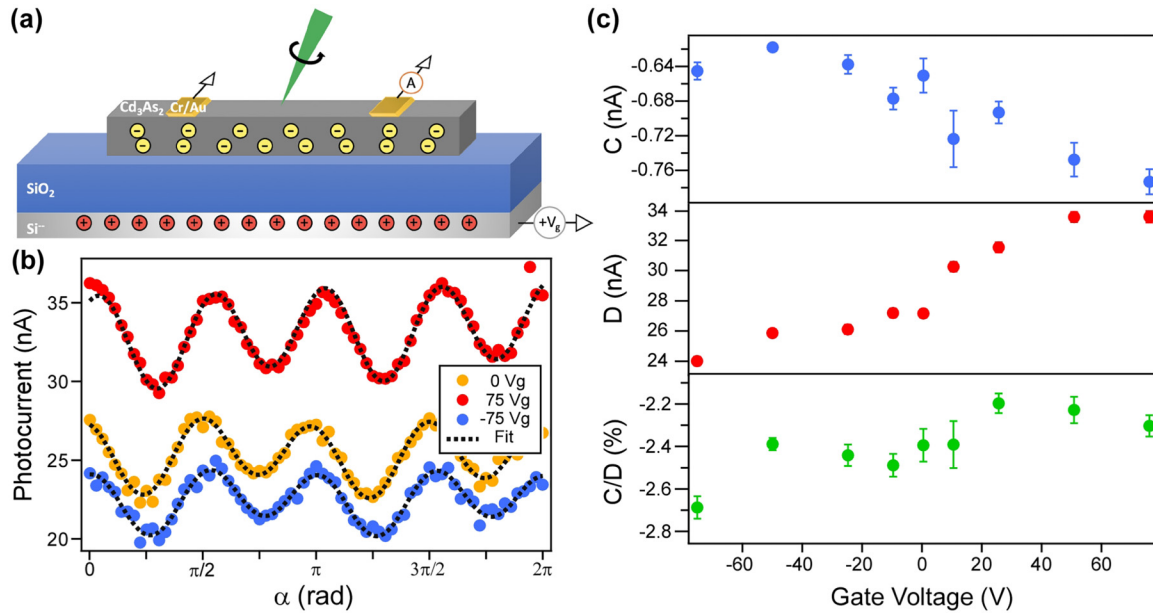 (a)
Cd₃As₂ Cr/Au
A
SiO₂
Si⁻⁻
+Vg
(b)
Photocurrent (nA)
35
30
25
20
0 Vg
75 Vg
-75 Vg
Fit
0 π/2 π 3π/2 2π
α (rad)
(c)
C (nA)
-0.64
-0.68
-0.72
-0.76
D (nA)
34
32
30
28
26
24
C/D (%)
-2.2
-2.4
-2.6
-2.8
-60 -40 -20 0 20 40 60
Gate Voltage (V)